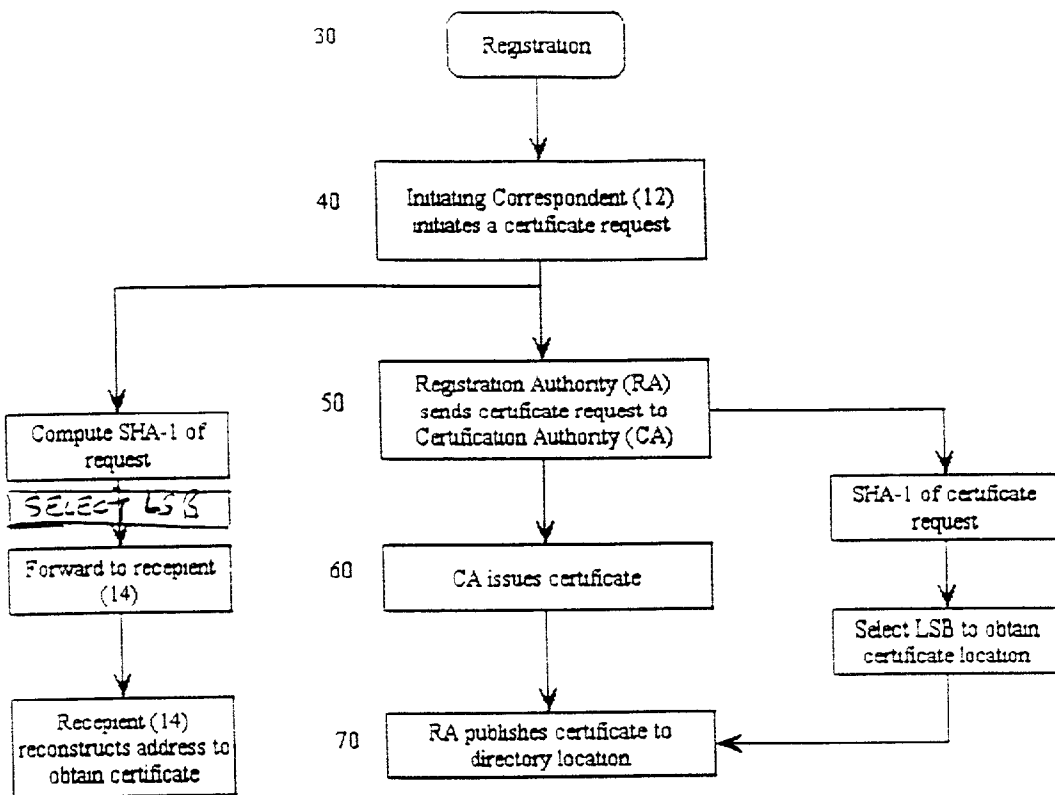 30
Registration
40
Initiating Correspondent (12)
initiates a certificate request
50
Registration Authority (RA)
sends certificate request to
Certification Authority (CA)
Compute SHA-1 of
request
SELECT LSB
Forward to recepient
(14)
Recepient (14)
reconstructs address to
obtain certificate
60
CA issues certificate
SHA-1 of certificate
request
Select LSB to obtain
certificate location
70
RA publishes certificate to
directory location